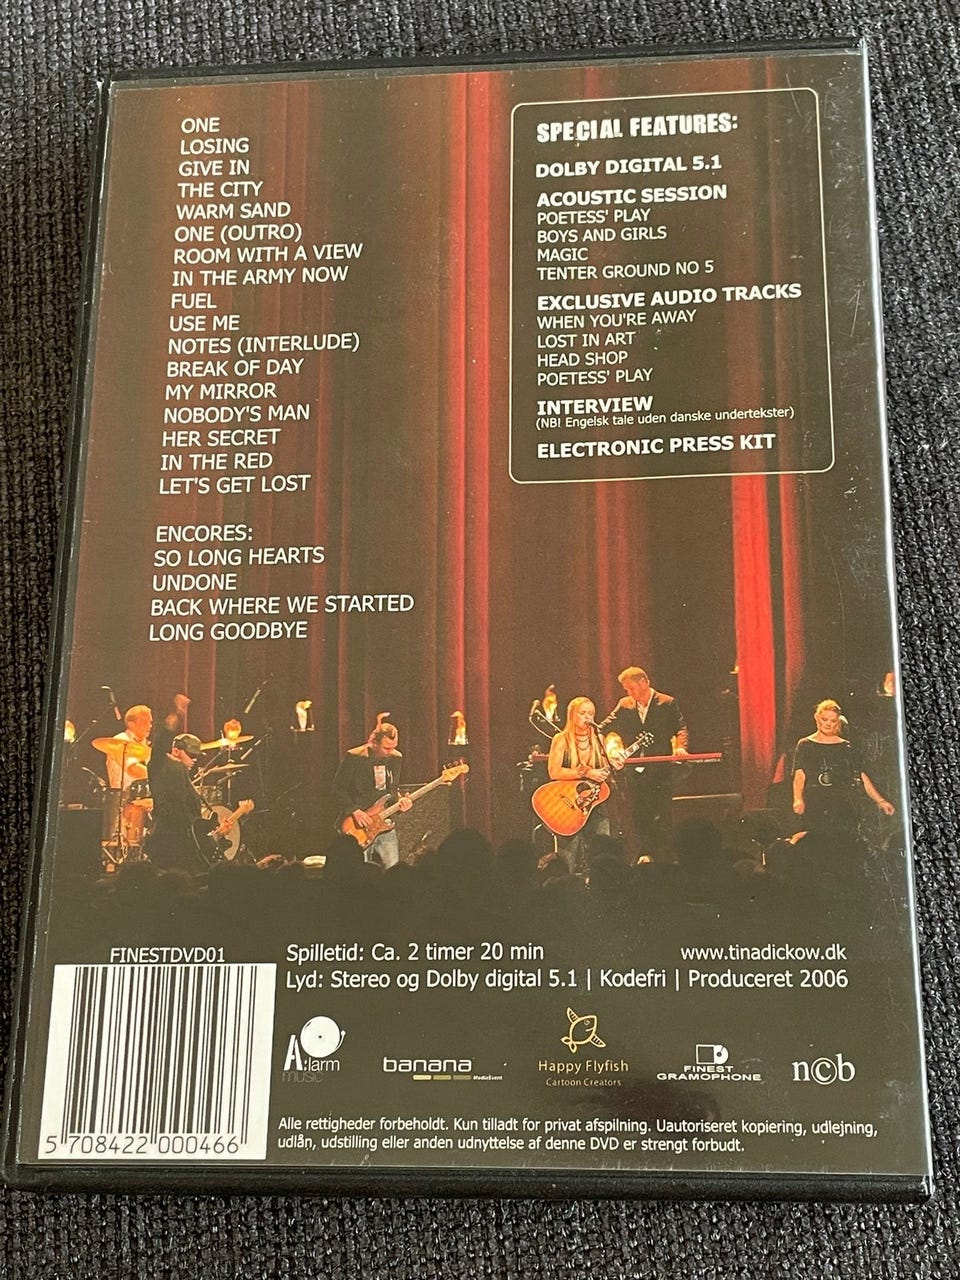 ONE
LOSING
GIVE IN
THE CITY
WARM SAND
ONE (OUTRO)
ROOM WITH A VIEW
IN THE ARMY NOW
FUEL
USE ME
NOTES (INTERLUDE)
BREAK OF DAY
MY MIRROR
NOBODY'S MAN
HER SECRET
IN THE RED
LET'S GET LOST
ENCORES:
SO LONG HEARTS
UNDONE
BACK WHERE WE STARTED
LONG GOODBYE
SPECIAL FEATURES:
DOLBY DIGITAL 5.1
ACOUSTIC SESSION
POETESS' PLAY
BOYS AND GIRLS
MAGIC
TENTER GROUND NO 5
EXCLUSIVE AUDIO TRACKS
WHEN YOU'RE AWAY
LOST IN ART
HEAD SHOP
POETESS' PLAY
INTERVIEW
(NB! Engelsk tale uden danske undertekster)
ELECTRONIC PRESS KIT
FINESTDVD01
5 708422 000466
Spilletid: Ca. 2 timer 20 min
www.tinadickow.dk
Lyd: Stereo og Dolby digital 5.1 | Kodefri | Produceret 2006
A:larm
music
banana
MediaEvent
Happy Flyfish
Cartoon Creators
FINEST
GRAMOPHONE
ncb
Alle rettigheder forbeholdt. Kun tilladt for privat afspilning. Uautoriseret kopiering, udlejning,
udlån, udstilling eller anden udnyttelse af denne DVD er strengt forbudt.